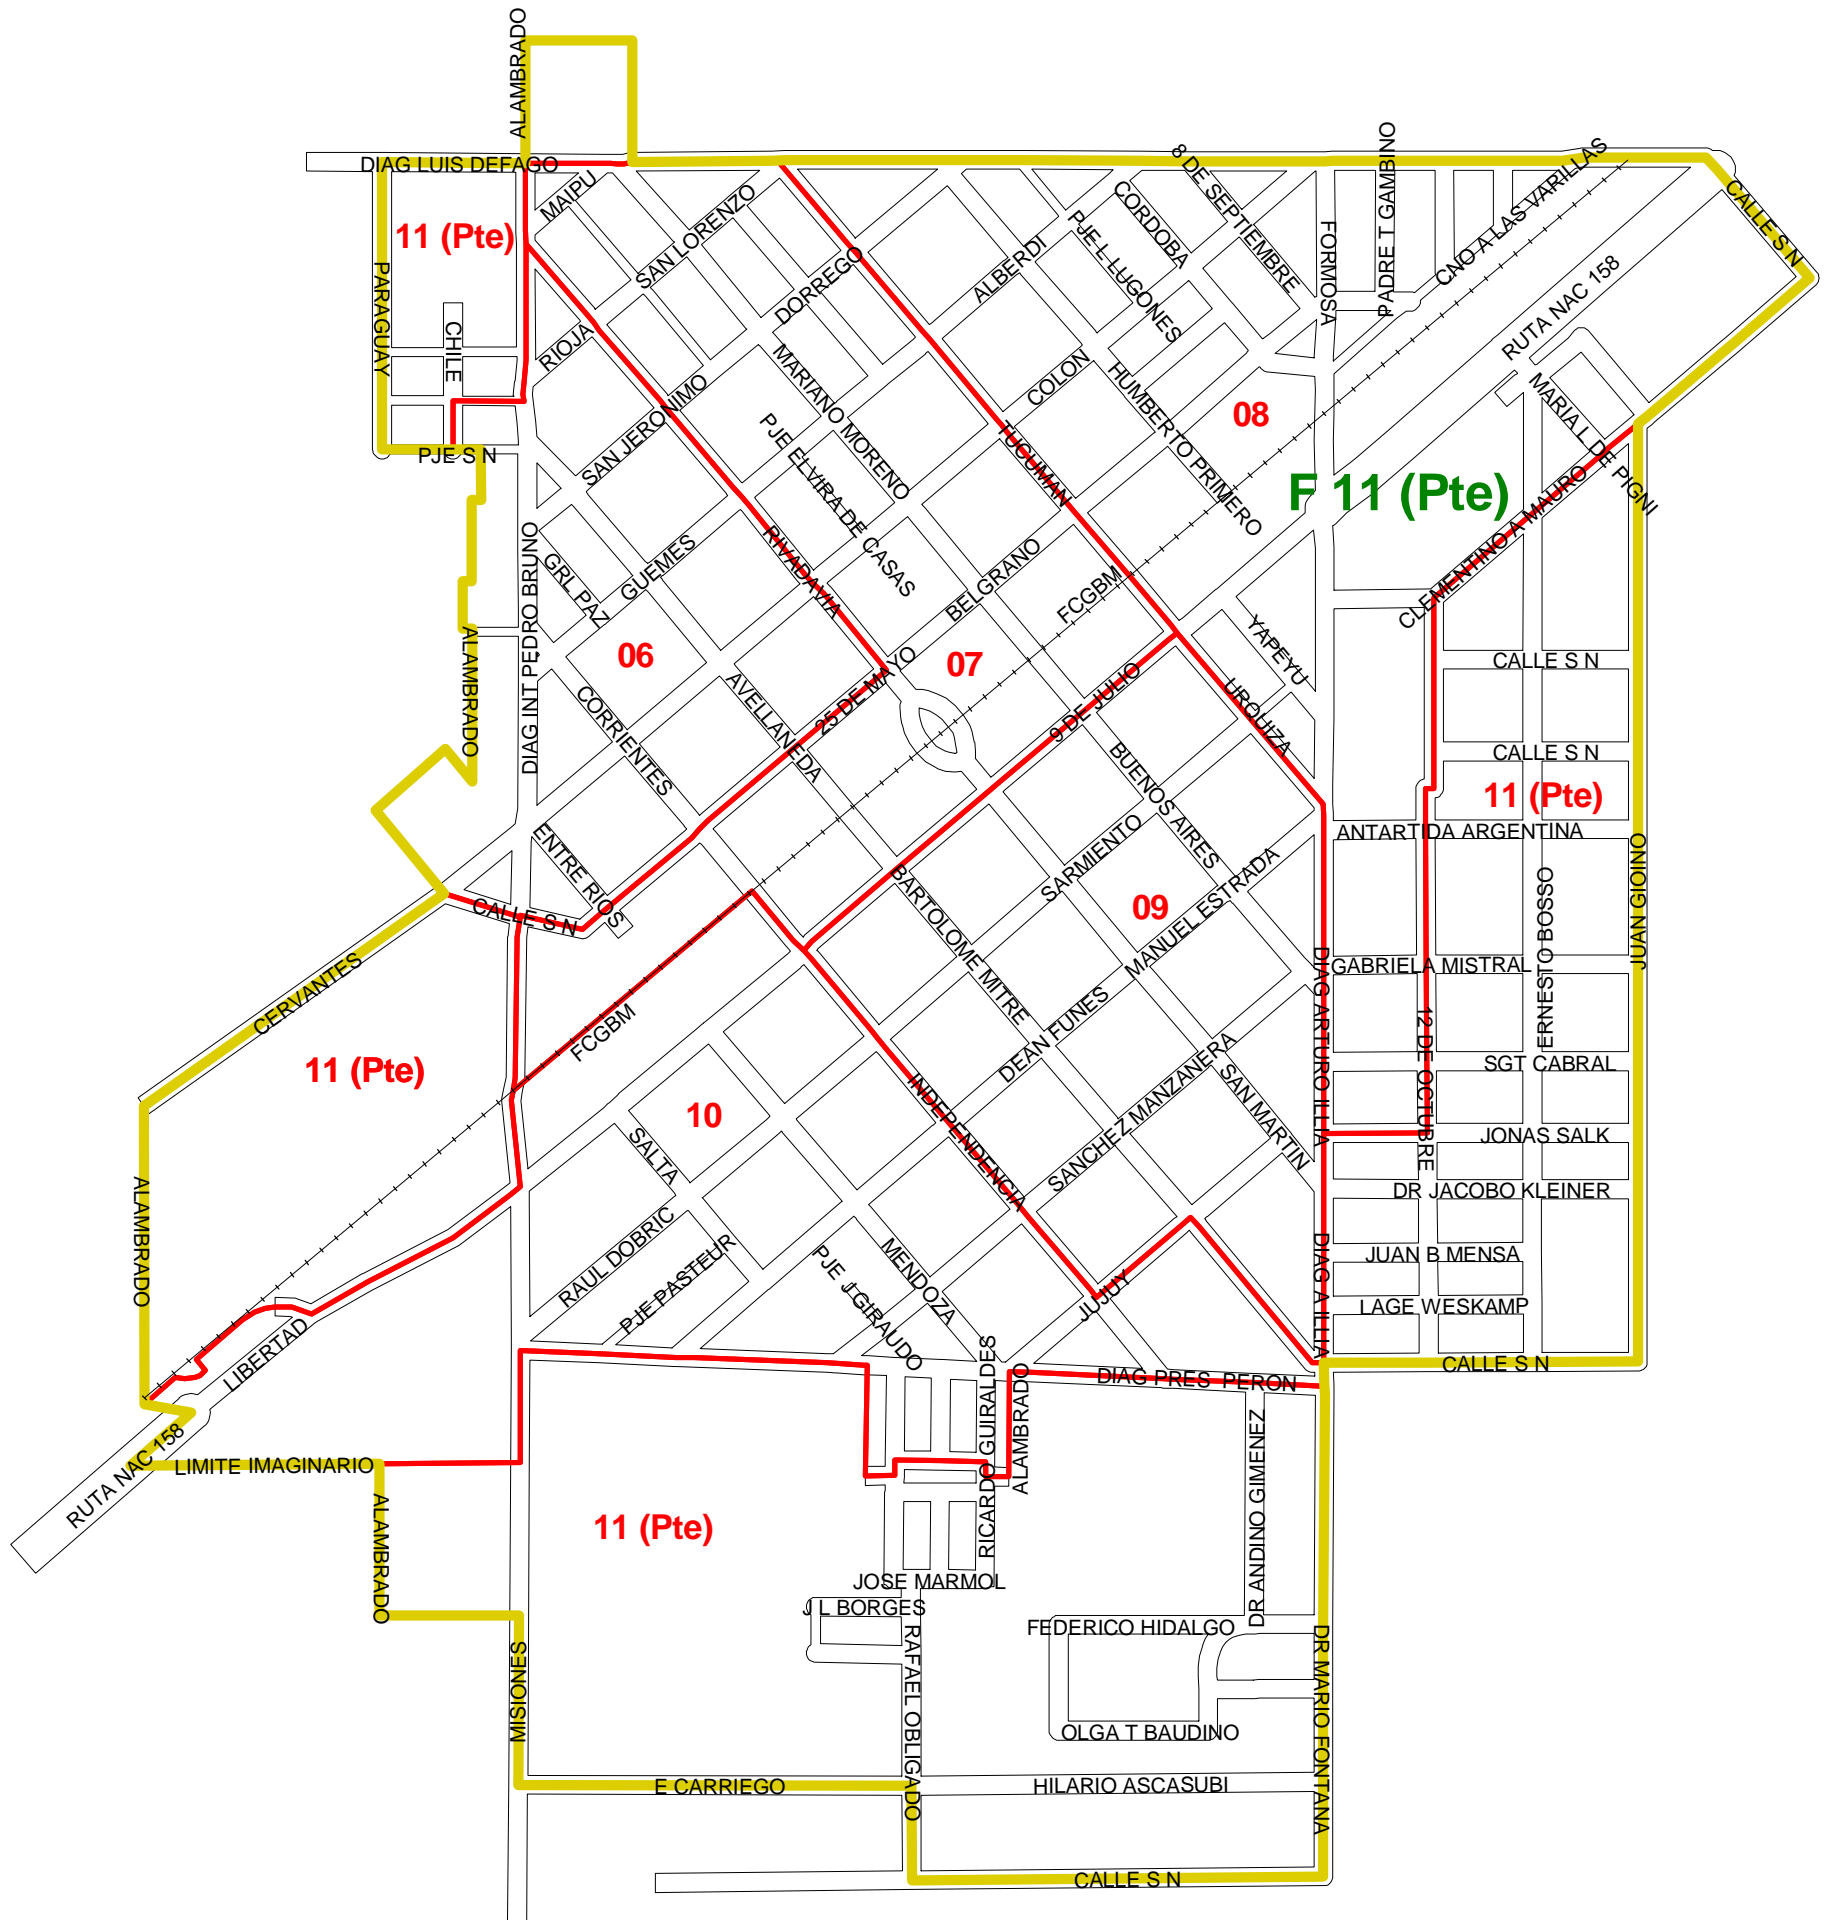 ALAMBRADO
DIAG LUIS DEFAGO
MAIPU
SAN LORENZO
8 DE SEPTIEMBRE
PADRE T GAMBINO
CNO A LAS VARILLAS
CALLE S N
11 (Pte)
PARAGUAY
CHILE
RIOJA
DORREGO
ALBERDI
CORDOBA
PJE L LUGONES
FORMOSA
RUTA NAC 158
SAN JERONIMO
MARIANO MORENO
COLON
HUMBERTO PRIMERO
08
MARIA L DE PIGNI
PJE S N
PJE ELVIRA DE CASAS
TUCUMAN
F 11 (Pte)
CLEMENTINO A MAURO
DIAG INT PEDRO BRUNO
GRL PAZ
GUEMES
RIVADAVIA
BELGRANO
FCGBM
ALAMBRADO
06
07
YAPEYU
CALLE S N
CORRIENTES
AVELLANEDA
25 DE MAYO
9 DE JULIO
URQUIZA
CALLE S N
BUENOS AIRES
11 (Pte)
ENTRE RIOS
SARMIENTO
ANTARTIDA ARGENTINA
CALLE S N
BARTOLOME MITRE
09
MANUEL ESTRADA
ERNESTO BOSSO
JUAN GIOINO
CERVANTES
FCGBM
DEAN FUNES
DIAG ARTURO ILLIA
GABRIELA MISTRAL
11 (Pte)
10
INDEPENDENCIA
SANCHEZ MANZANERA
SAN MARTIN
12 DE OCTUBRE
SGT CABRAL
SALTA
JONAS SALK
ALAMBRADO
RAUL DOBRIC
PJE PASTEUR
PJE J GIRAUDO
MENDOZA
JUJUY
DR JACOBO KLEINER
DIAG A ILLIA
JUAN B MENSA
LAGE WESKAMP
LIBERTAD
CALLE S N
RICARDO GUIRALDES
ALAMBRADO
DIAG PRES PERON
RUTA NAC 158
LIMITE IMAGINARIO
ALAMBRADO
11 (Pte)
DR ANDINO GIMENEZ
JOSE MARMOL
J L BORGES
FEDERICO HIDALGO
MISIONES
RAFAEL OBLIGADO
DR MARIO FONTANA
OLGA T BAUDINO
E CARRIEGO
HILARIO ASCASUBI
CALLE S N